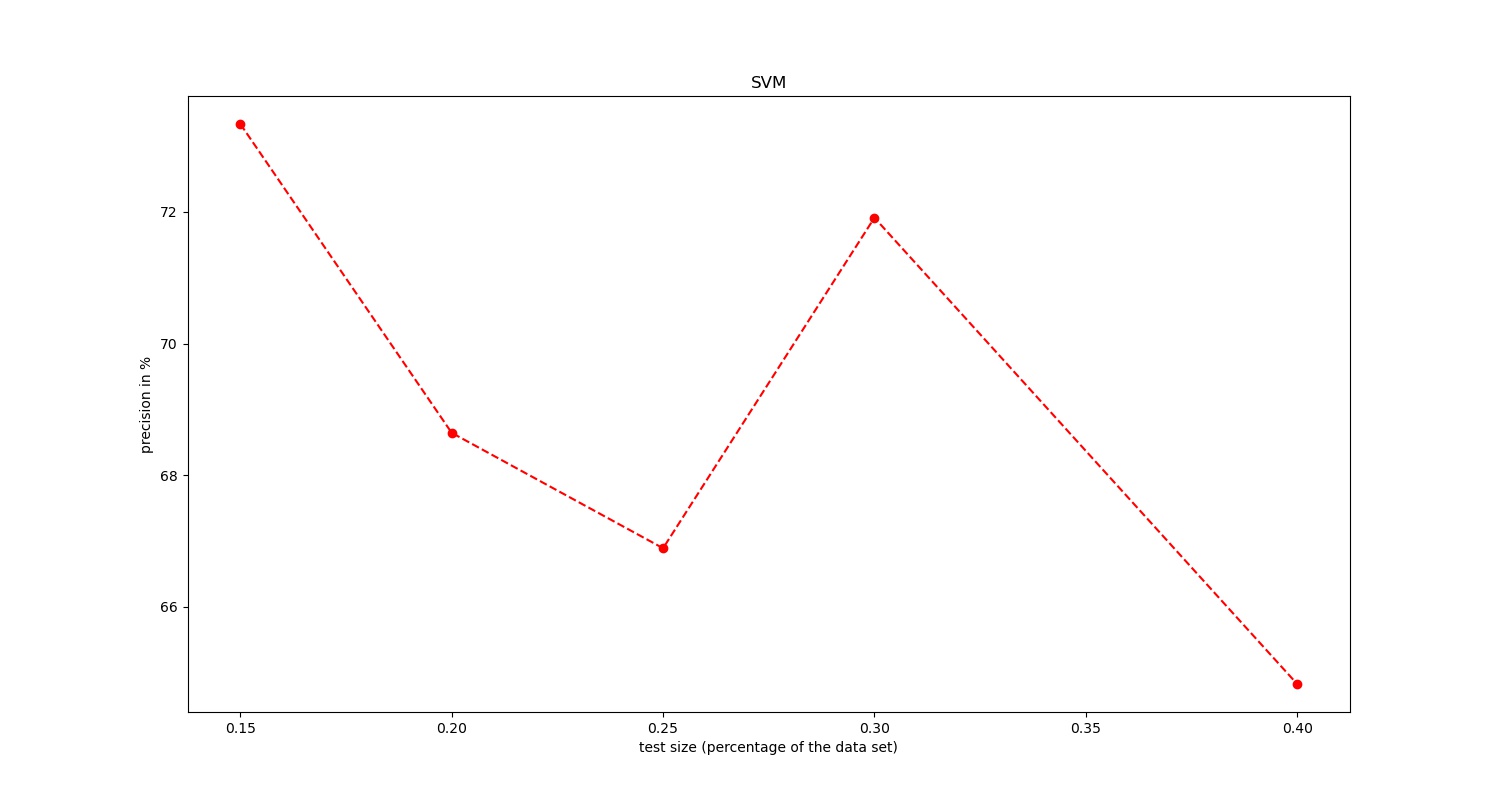 SVM
72
70
68
66
precision in %
0.15 0.20 0.25 0.30 0.35 0.40
test size (percentage of the data set)